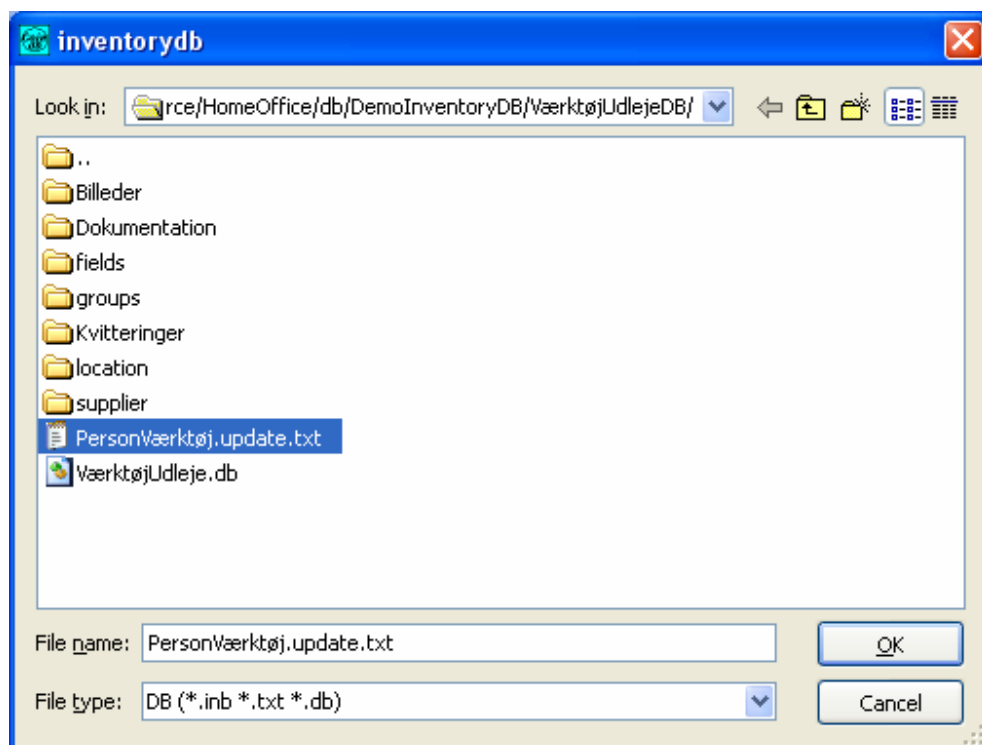 inventorydb
Look in: rce/HomeOffice/db/DemoInventoryDB/VærktøjUdlejeDB/
..
Billeder
Dokumentation
fields
groups
Kvitteringer
location
supplier
PersonVærktøj.update.txt
VærktøjUdleje.db
File name: PersonVærktøj.update.txt
OK
File type: DB (*.inb *.txt *.db)
Cancel